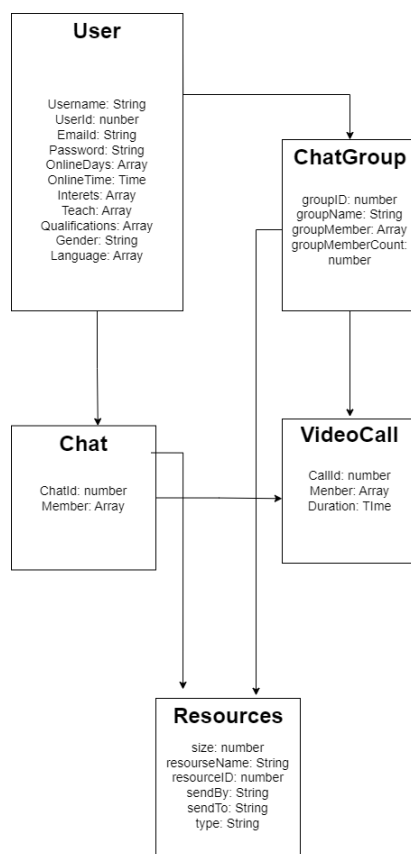 User
Username: String
UserId: nunber
EmailId: String
Password: String
OnlineDays: Array
OnlineTime: Time
Interets: Array
Teach: Array
Qualifications: Array
Gender: String
Language: Array
ChatGroup
groupID: number
groupName: String
groupMember: Array
groupMemberCount:
number
Chat
ChatId: number
Member: Array
VideoCall
CallId: number
Menber: Array
Duration: TIme
Resources
size: number
resourseName: String
resourceID: number
sendBy: String
sendTo: String
type: String